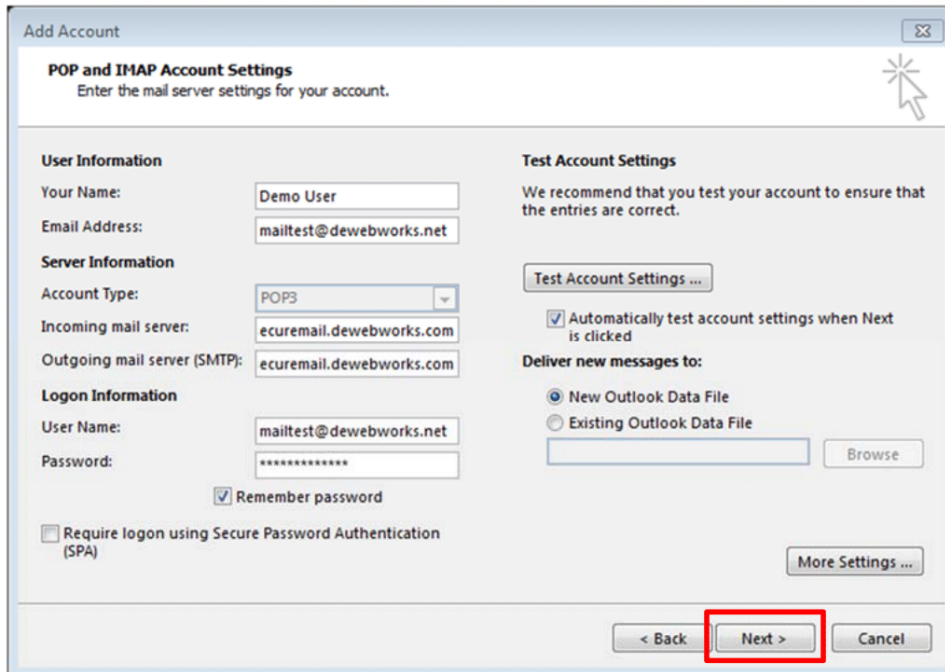 Add Account
POP and IMAP Account Settings
Enter the mail server settings for your account.
User Information
Your Name:
Demo User
Email Address:
mailtest@dewebworks.net
Server Information
Account Type:
POP3
Incoming mail server:
ecuremail.dewebworks.com
Outgoing mail server (SMTP):
ecuremail.dewebworks.com
Logon Information
User Name:
mailtest@dewebworks.net
Password:
*************
Remember password
Require logon using Secure Password Authentication
(SPA)
Test Account Settings
We recommend that you test your account to ensure that
the entries are correct.
Test Account Settings ...
Automatically test account settings when Next
is clicked
Deliver new messages to:
New Outlook Data File
Existing Outlook Data File
Browse
More Settings ...
< Back
Next >
Cancel